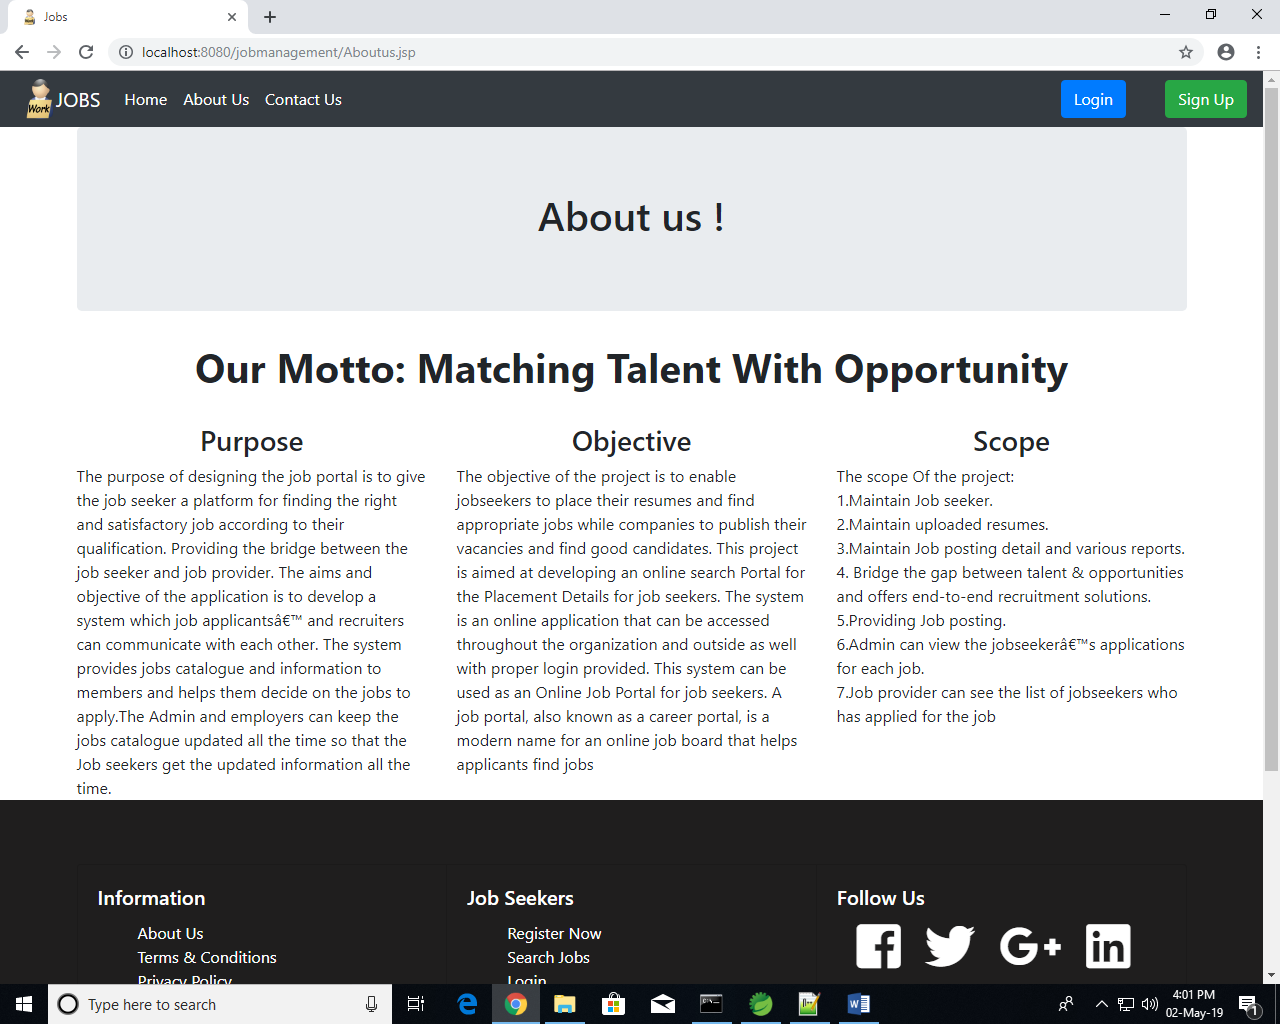 Jobs
localhost:8080/jobmanagement/Aboutus.jsp
Work JOBS Home About Us Contact Us Login Sign Up
About us !
Our Motto: Matching Talent With Opportunity
Purpose
The purpose of designing the job portal is to give
the job seeker a platform for finding the right
and satisfactory job according to their
qualification. Providing the bridge between the
job seeker and job provider. The aims and
objective of the application is to develop a
system which job applicantsâ€™ and recruiters
can communicate with each other. The system
provides jobs catalogue and information to
members and helps them decide on the jobs to
apply.The Admin and employers can keep the
jobs catalogue updated all the time so that the
Job seekers get the updated information all the
time.
Objective
The objective of the project is to enable
jobseekers to place their resumes and find
appropriate jobs while companies to publish their
vacancies and find good candidates. This project
is aimed at developing an online search Portal for
the Placement Details for job seekers. The system
is an online application that can be accessed
throughout the organization and outside as well
with proper login provided. This system can be
used as an Online Job Portal for job seekers. A
job portal, also known as a career portal, is a
modern name for an online job board that helps
applicants find jobs
Scope
The scope Of the project:
1.Maintain Job seeker.
2.Maintain uploaded resumes.
3.Maintain Job posting detail and various reports.
4. Bridge the gap between talent & opportunities
and offers end-to-end recruitment solutions.
5.Providing Job posting.
6.Admin can view the jobseekerâ€™s applications
for each job.
7.Job provider can see the list of jobseekers who
has applied for the job
Information
About Us
Terms & Conditions
Privacy Policy
Job Seekers
Register Now
Search Jobs
Login
Follow Us
Type here to search
4:01 PM
02-May-19
1